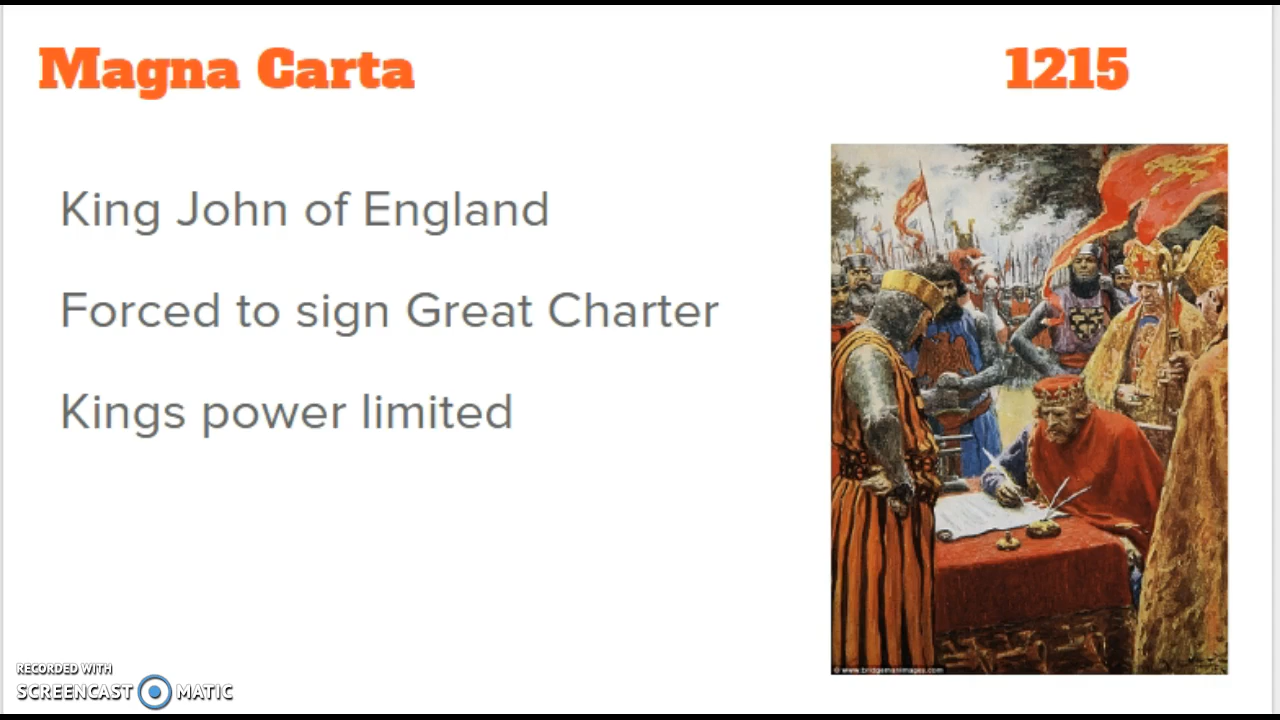 Magna Carta
1215
King John of England
Forced to sign Great Charter
Kings power limited
© www.bridgemanimages.com
RECORDED WITH
SCREENCAST MATIC